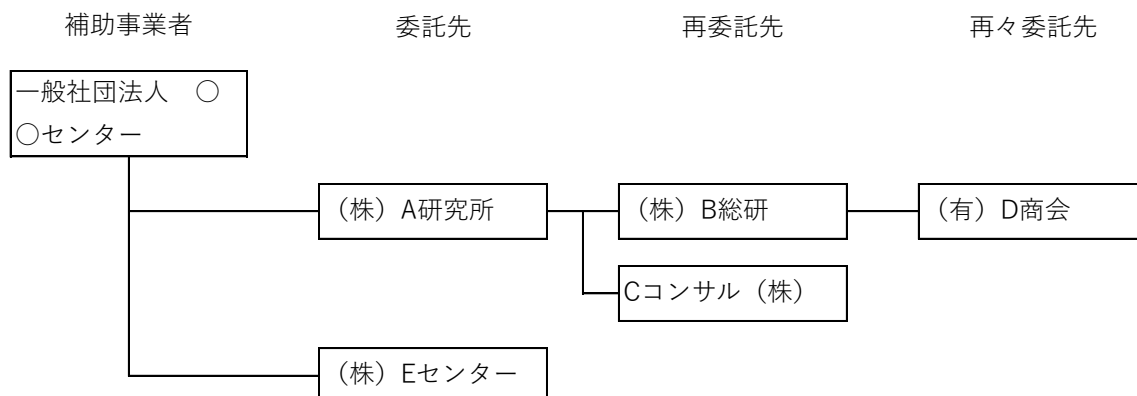 補助事業者 委託先 再委託先 再々委託先
一般社団法人 ○
○センター
(株)A研究所 (株)B総研 (有)D商会
Cコンサル(株)
(株)Eセンター